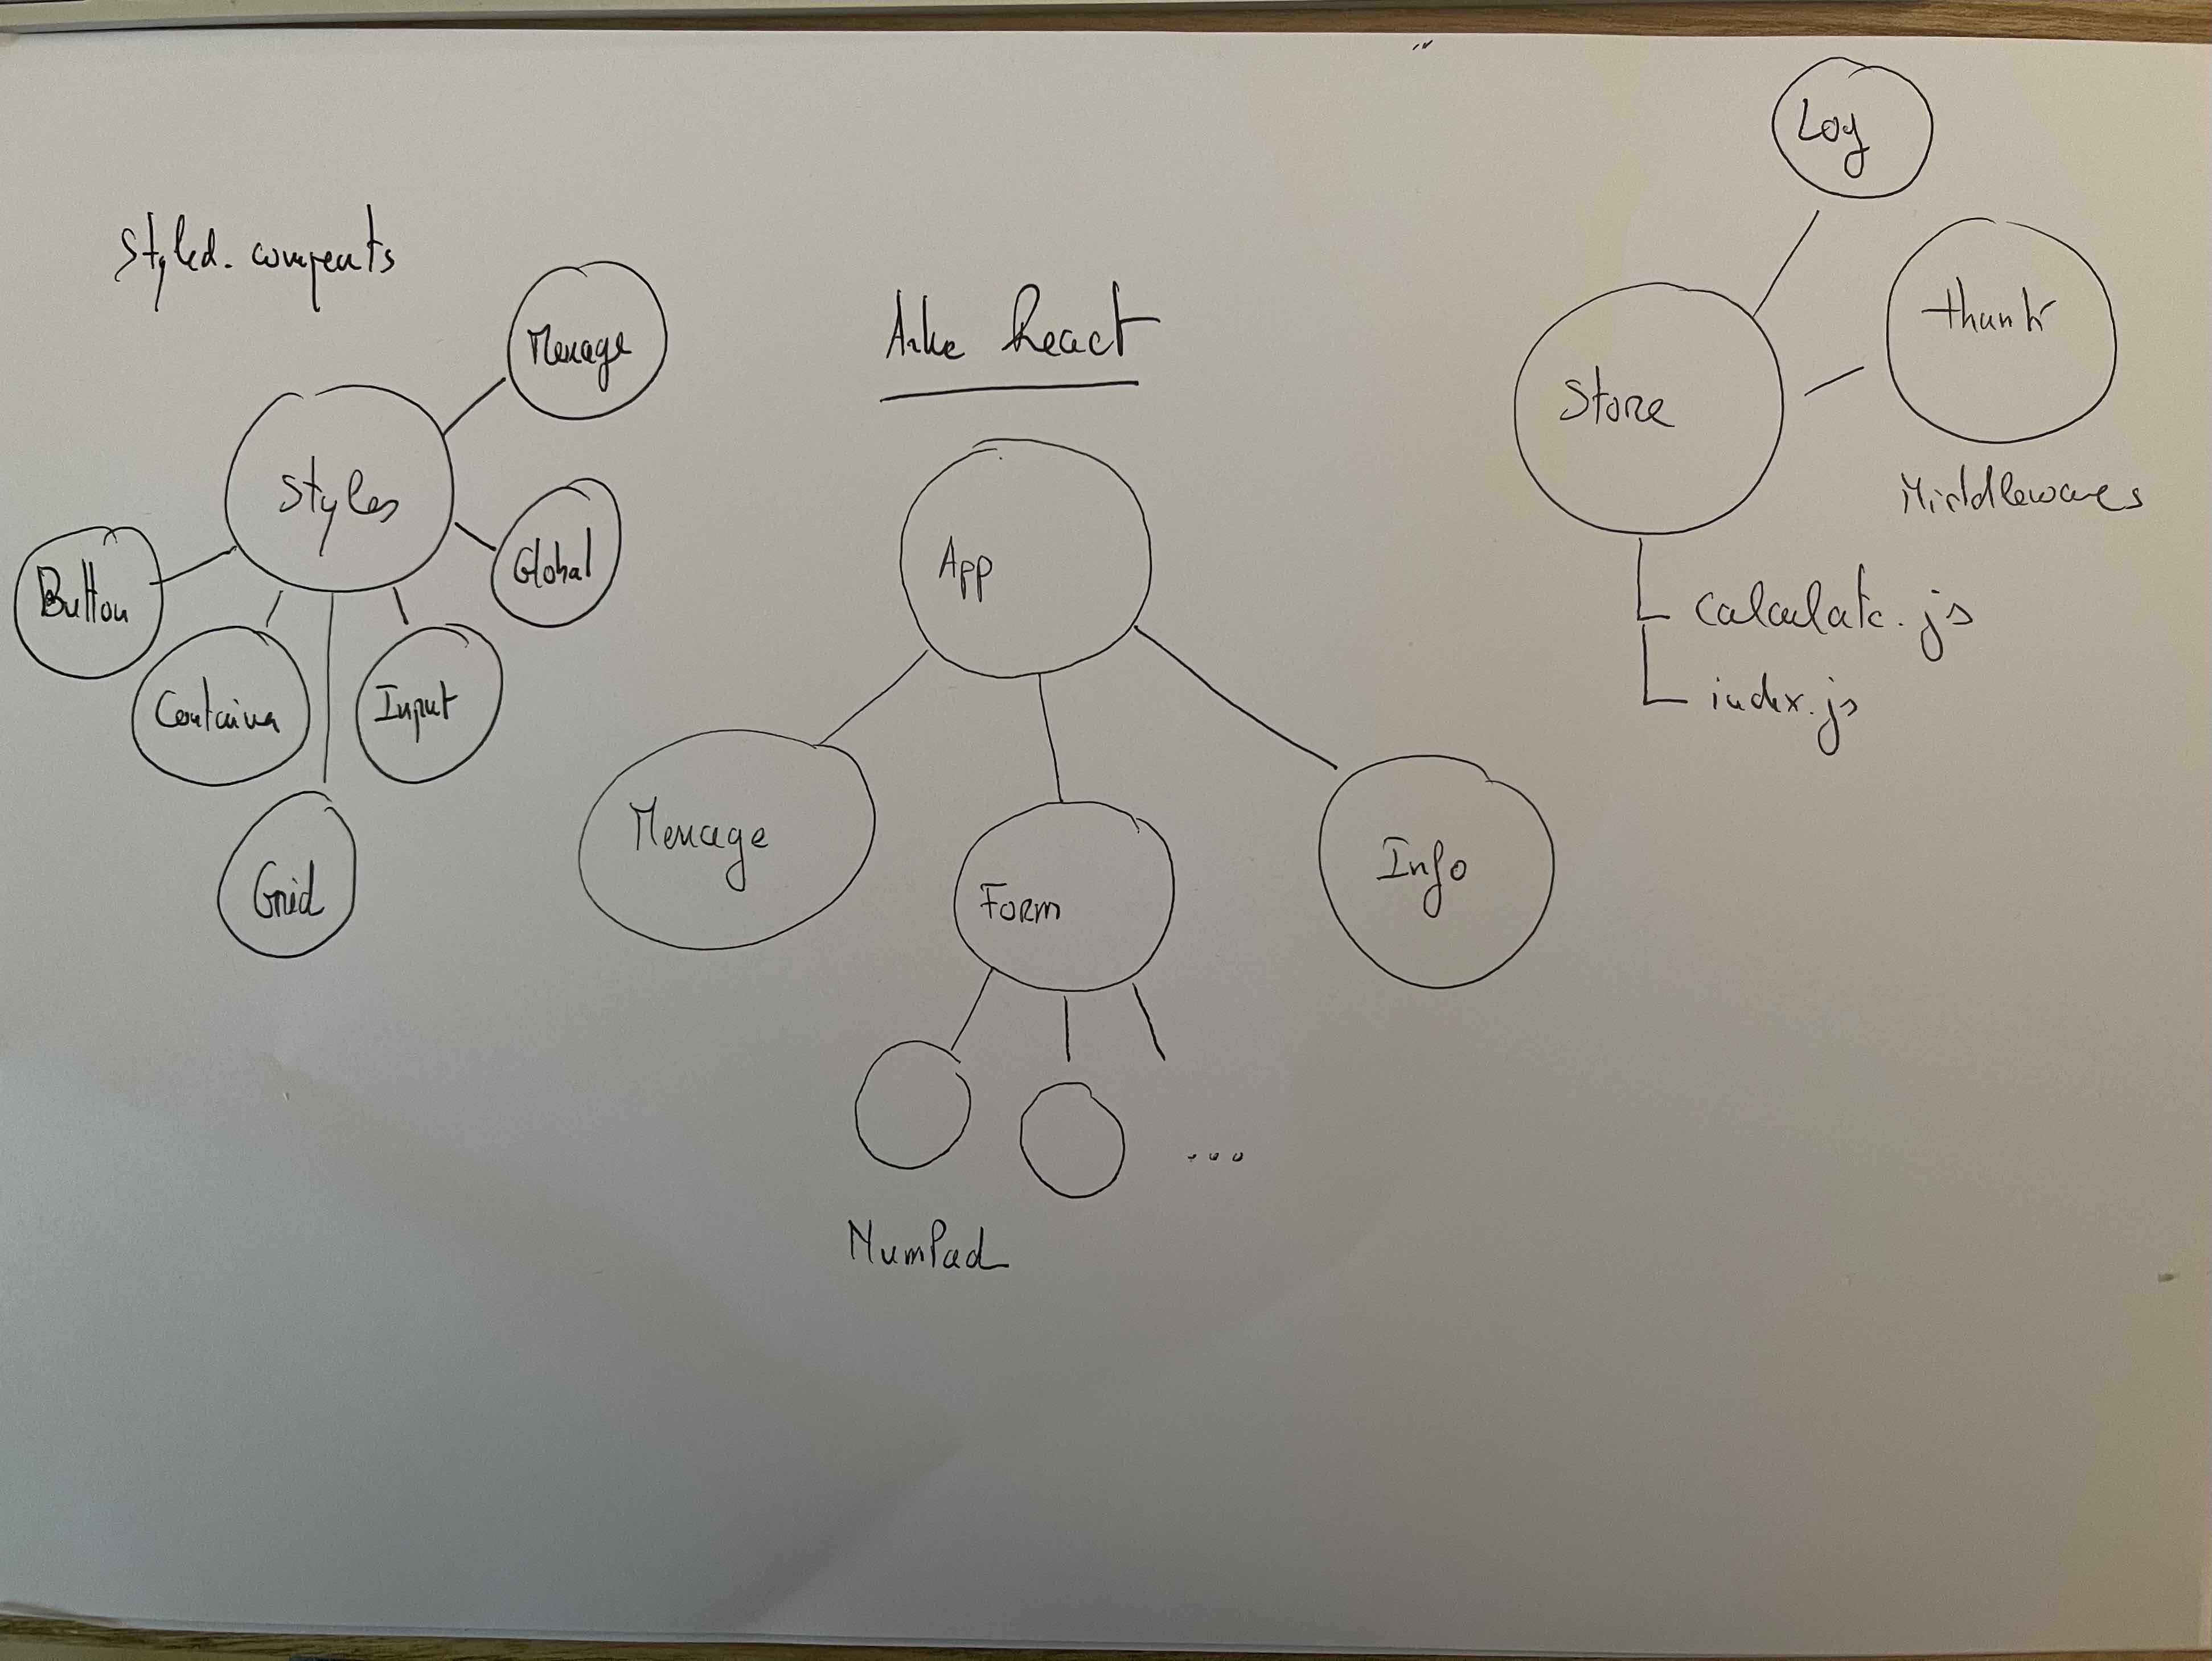 Styled-components
Message
Styles
Global
Button
Container
Input
Grid
Arbre React
App
Message
Form
Info
...
NumPad
Log
thunk
Store
Middlewares
calculate.js
index.js